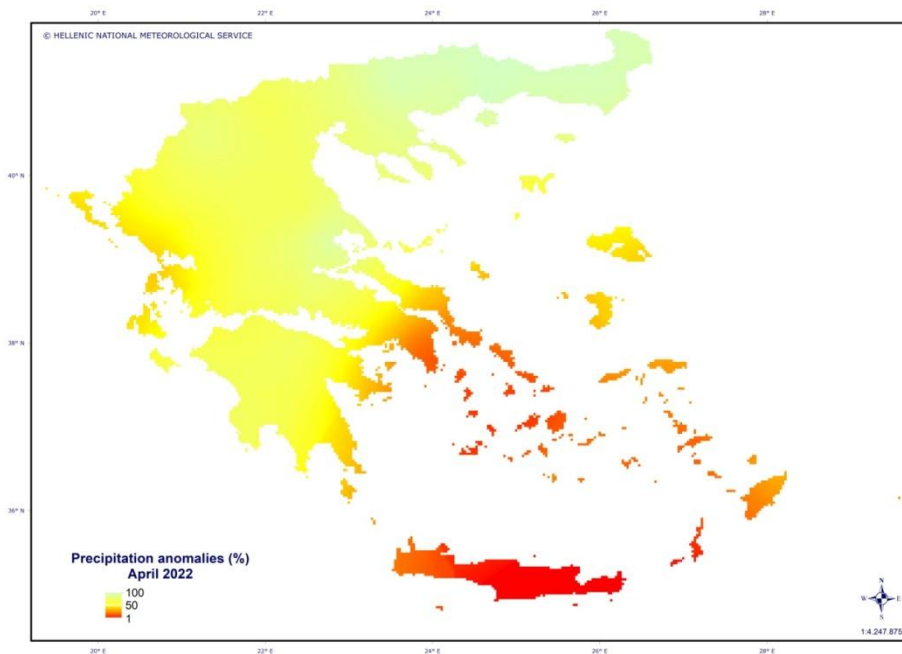 20° E 22° E 24° E 26° E 28° E
© HELLENIC NATIONAL METEOROLOGICAL SERVICE
40° N
38° N
36° N
Precipitation anomalies (%)
April 2022
100
50
1
N
W E
S
1:4.247.875
20° E 22° E 24° E 26° E 28° E